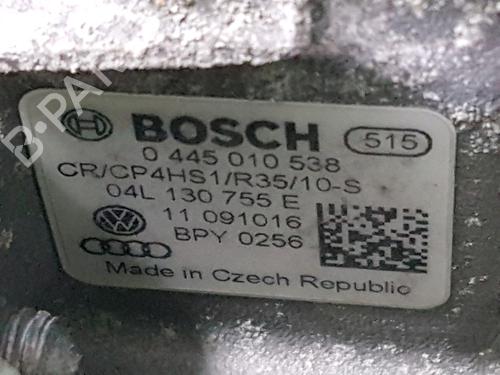 BOSCH 515
0 445 010 538
CR/CP4HS1/R35/10-S
04L 130 755 E
11 091016
BPY 0256
Made in Czech Republic